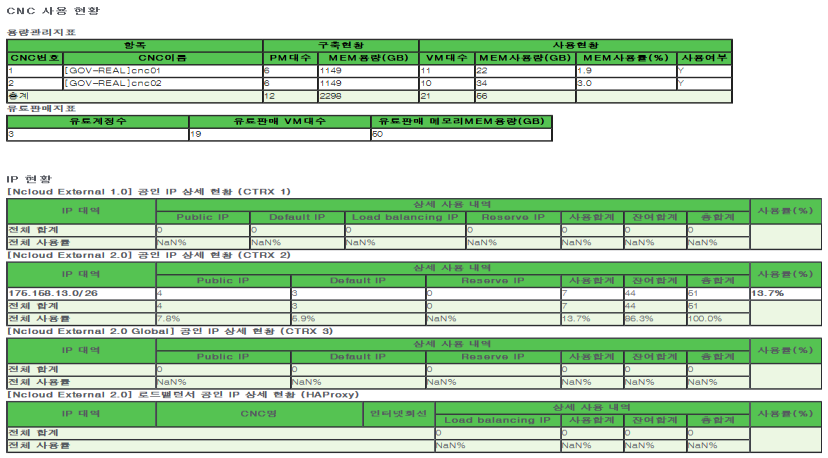 CNC 사용 현황
용량관리지표
항목 구축현황 사용현황
CNC번호 CNC이름 PM대수 MEM용량(GB) VM대수 MEM사용량(GB) MEM사용률(%) 사용여부
1 [GOV-REAL]cnc01 6 1149 11 22 1.9 Y
2 [GOV-REAL]cnc02 6 1149 10 34 3.0 Y
총계 12 2298 21 56
유료판매지표
유료계정수 유료판매 VM대수 유료판매 메모리MEM용량(GB)
3 19 50
IP 현황
[Ncloud External 1.0] 공인 IP 상세 현황 (CTRX 1)
IP 대역 상세 사용 내역 사용률(%)
Public IP Default IP Load balancing IP Reserve IP 사용합계 잔여합계 총합계
전체 합계 0 0 0 0 0 0 0
전체 사용률 NaN% NaN% NaN% NaN% NaN% NaN% NaN%
[Ncloud External 2.0] 공인 IP 상세 현황 (CTRX 2)
IP 대역 상세 사용 내역 사용률(%)
Public IP Default IP Reserve IP 사용합계 잔여합계 총합계
175.158.13.0/26 4 3 0 7 44 51 13.7%
전체 합계 4 3 0 7 44 51
전체 사용률 7.8% 5.9% NaN% 13.7% 86.3% 100.0%
[Ncloud External 2.0 Global] 공인 IP 상세 현황 (CTRX 3)
IP 대역 상세 사용 내역 사용률(%)
Public IP Default IP Reserve IP 사용합계 잔여합계 총합계
전체 합계 0 0 0 0 0 0
전체 사용률 NaN% NaN% NaN% NaN% NaN% NaN%
[Ncloud External 2.0] 로드밸런서 공인 IP 상세 현황 (HAProxy)
IP 대역 CNC명 인터넷회선 상세 사용 내역 사용률(%)
Load balancing IP 사용합계 잔여합계 총합계
전체 합계 0 0 0 0
전체 사용률 NaN% NaN% NaN% NaN%